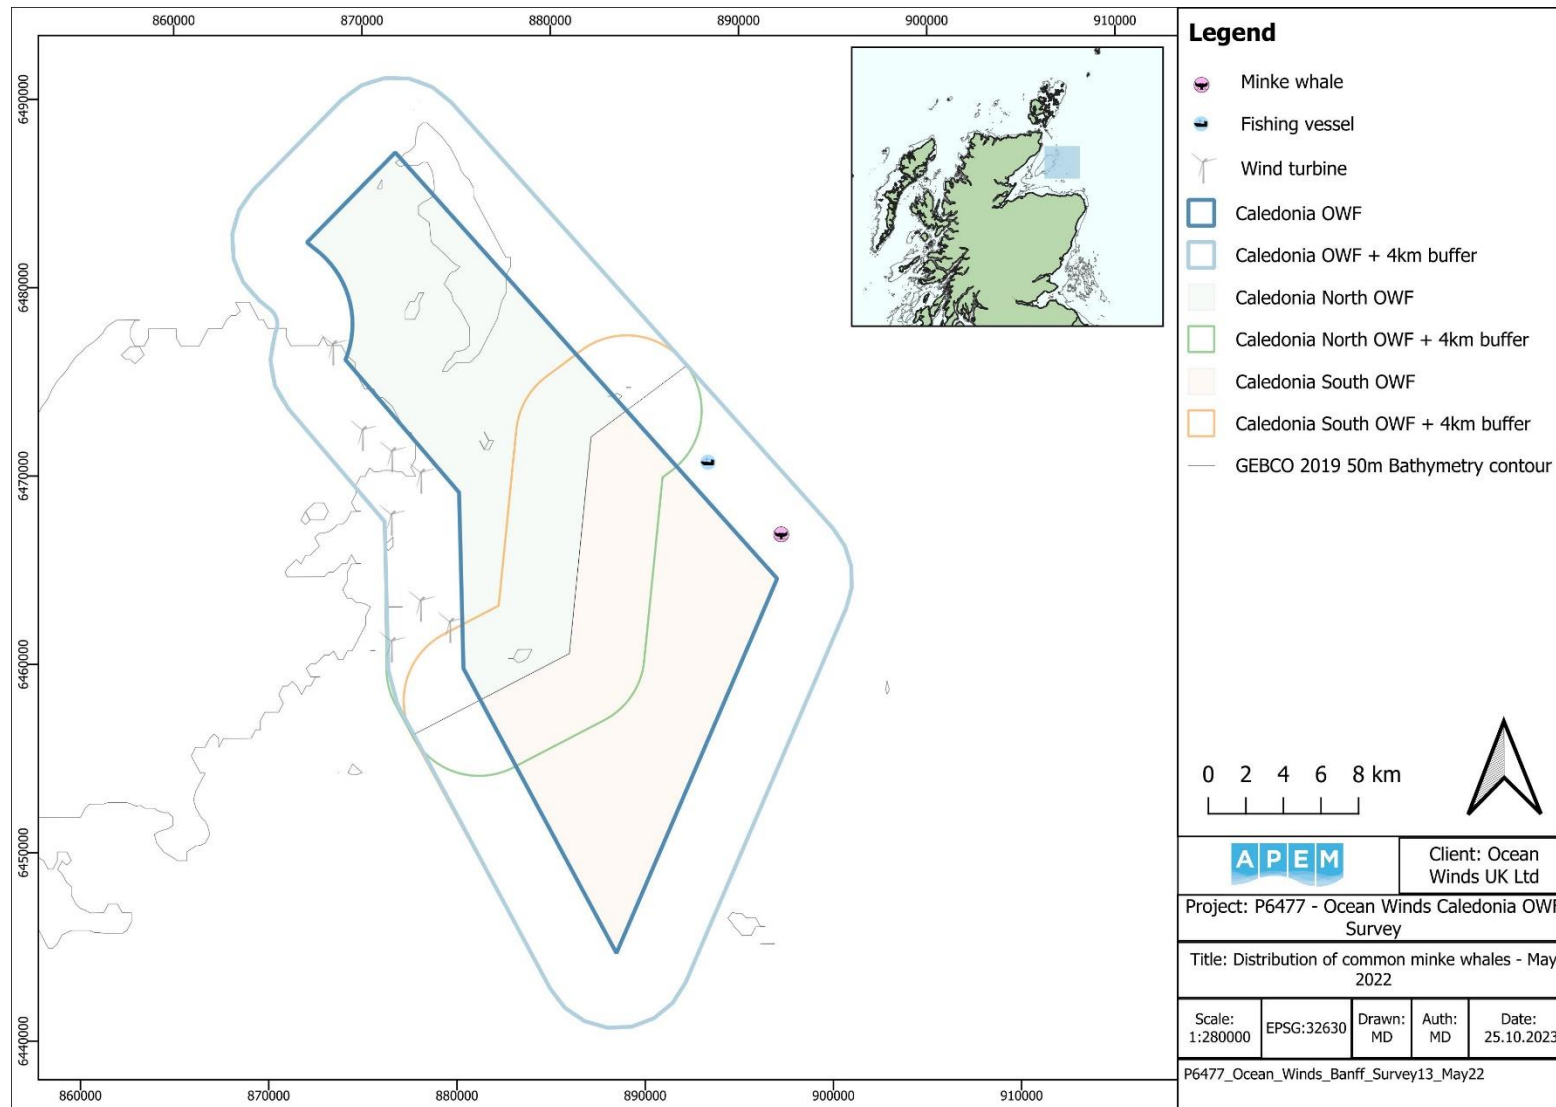 860000
870000
880000
890000
900000
910000
6490000
6480000
6470000
6460000
6450000
6440000
860000
870000
880000
890000
900000
910000
Legend
Minke whale
Fishing vessel
Wind turbine
Caledonia OWF
Caledonia OWF + 4km buffer
Caledonia North OWF
Caledonia North OWF + 4km buffer
Caledonia South OWF
Caledonia South OWF + 4km buffer
GEBCO 2019 50m Bathymetry contour
0 2 4 6 8 km
APEM
Client: Ocean
Winds UK Ltd
Project: P6477 - Ocean Winds Caledonia OWF
Survey
Title: Distribution of common minke whales - May
2022
Scale:
1:280000
EPSG:32630
Drawn:
MD
Auth:
MD
Date:
25.10.2023
P6477_Ocean_Winds_Banff_Survey13_May22